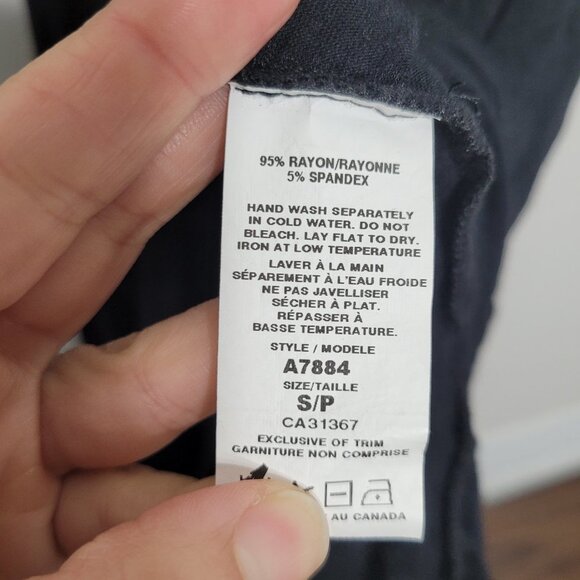 95% RAYON/RAYONNE
5% SPANDEX
HAND WASH SEPARATELY
IN COLD WATER. DO NOT
BLEACH. LAY FLAT TO DRY.
IRON AT LOW TEMPERATURE
LAVER À LA MAIN
SÉPAREMENT À L'EAU FROIDE
NE PAS JAVELLISER
SÉCHER À PLAT.
RÉPASSER À
BASSE TEMPERATURE.
STYLE / MODELE
A7884
SIZE/TAILLE
S/P
CA31367
EXCLUSIVE OF TRIM
GARNITURE NON COMPRISE
AU CANADA